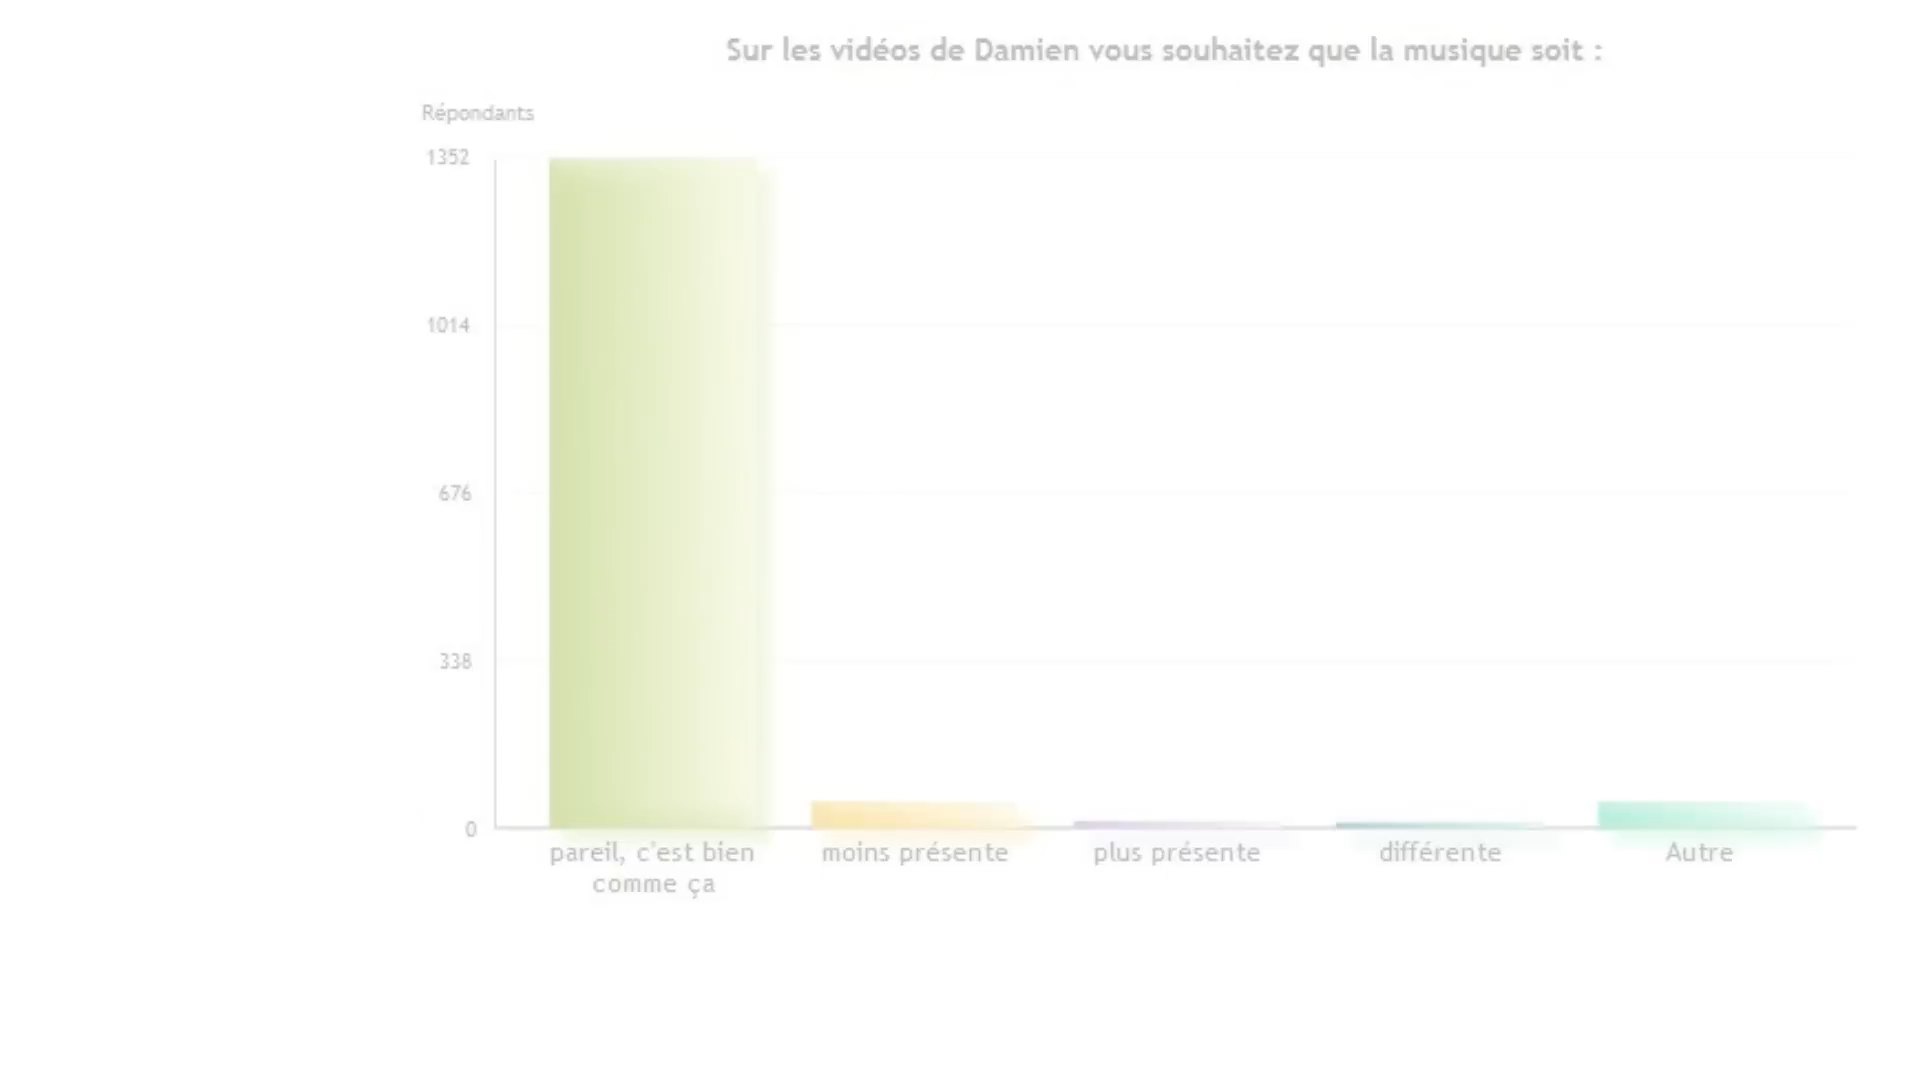 Sur les vidéos de Damien vous souhaitez que la musique soit :
Répondants
1352
1014
676
338
0
pareil, c'est bien
comme ça
moins présente
plus présente
différente
Autre